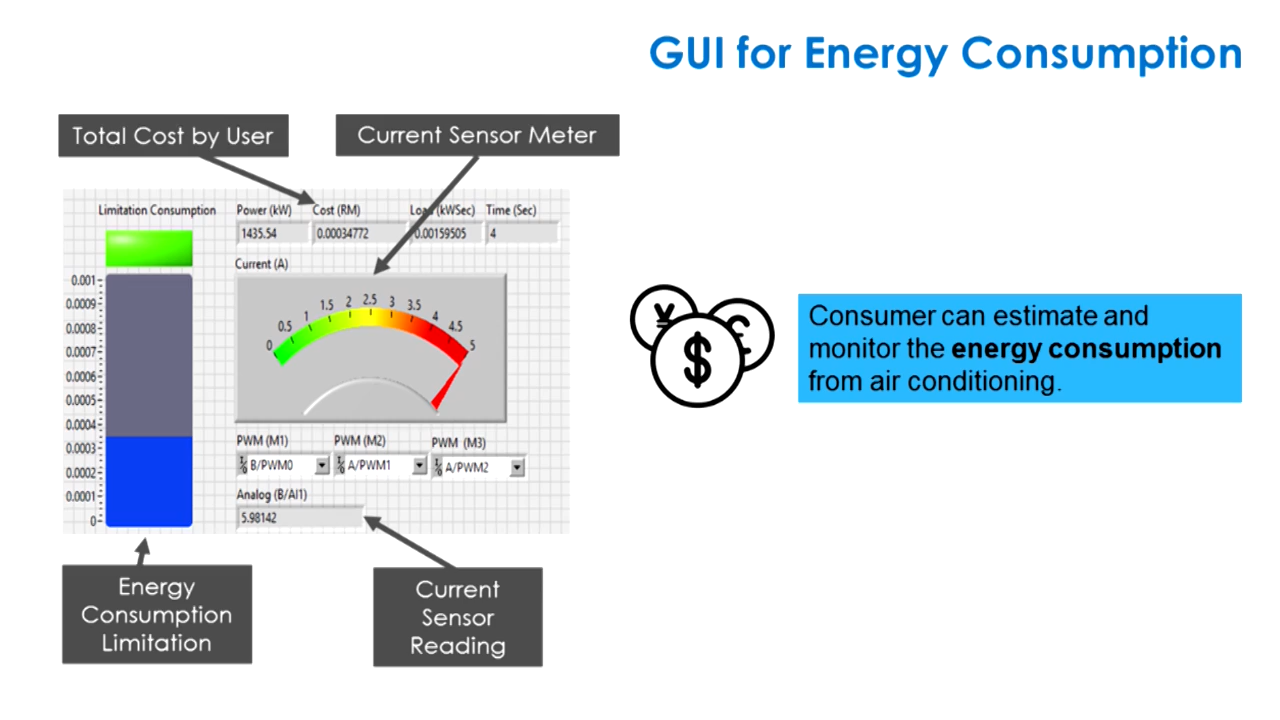 GUI for Energy Consumption
Total Cost by User
Current Sensor Meter
Limitation Consumption
Power (kW)
Cost (RM)
Load (kWSec)
Time (Sec)
1435.54
0.00034772
0.00159505
4
Current (A)
0
0.5
1
1.5
2
2.5
3
3.5
4
4.5
5
0.001
0.0009
0.0008
0.0007
0.0006
0.0005
0.0004
0.0003
0.0002
0.0001
0
PWM (M1)
PWM (M2)
PWM (M3)
B/PWM0
A/PWM1
A/PWM2
Analog (B/AI1)
5.98142
Energy
Consumption
Limitation
Current
Sensor
Reading
¥
$
Consumer can estimate and
monitor the energy consumption
from air conditioning.